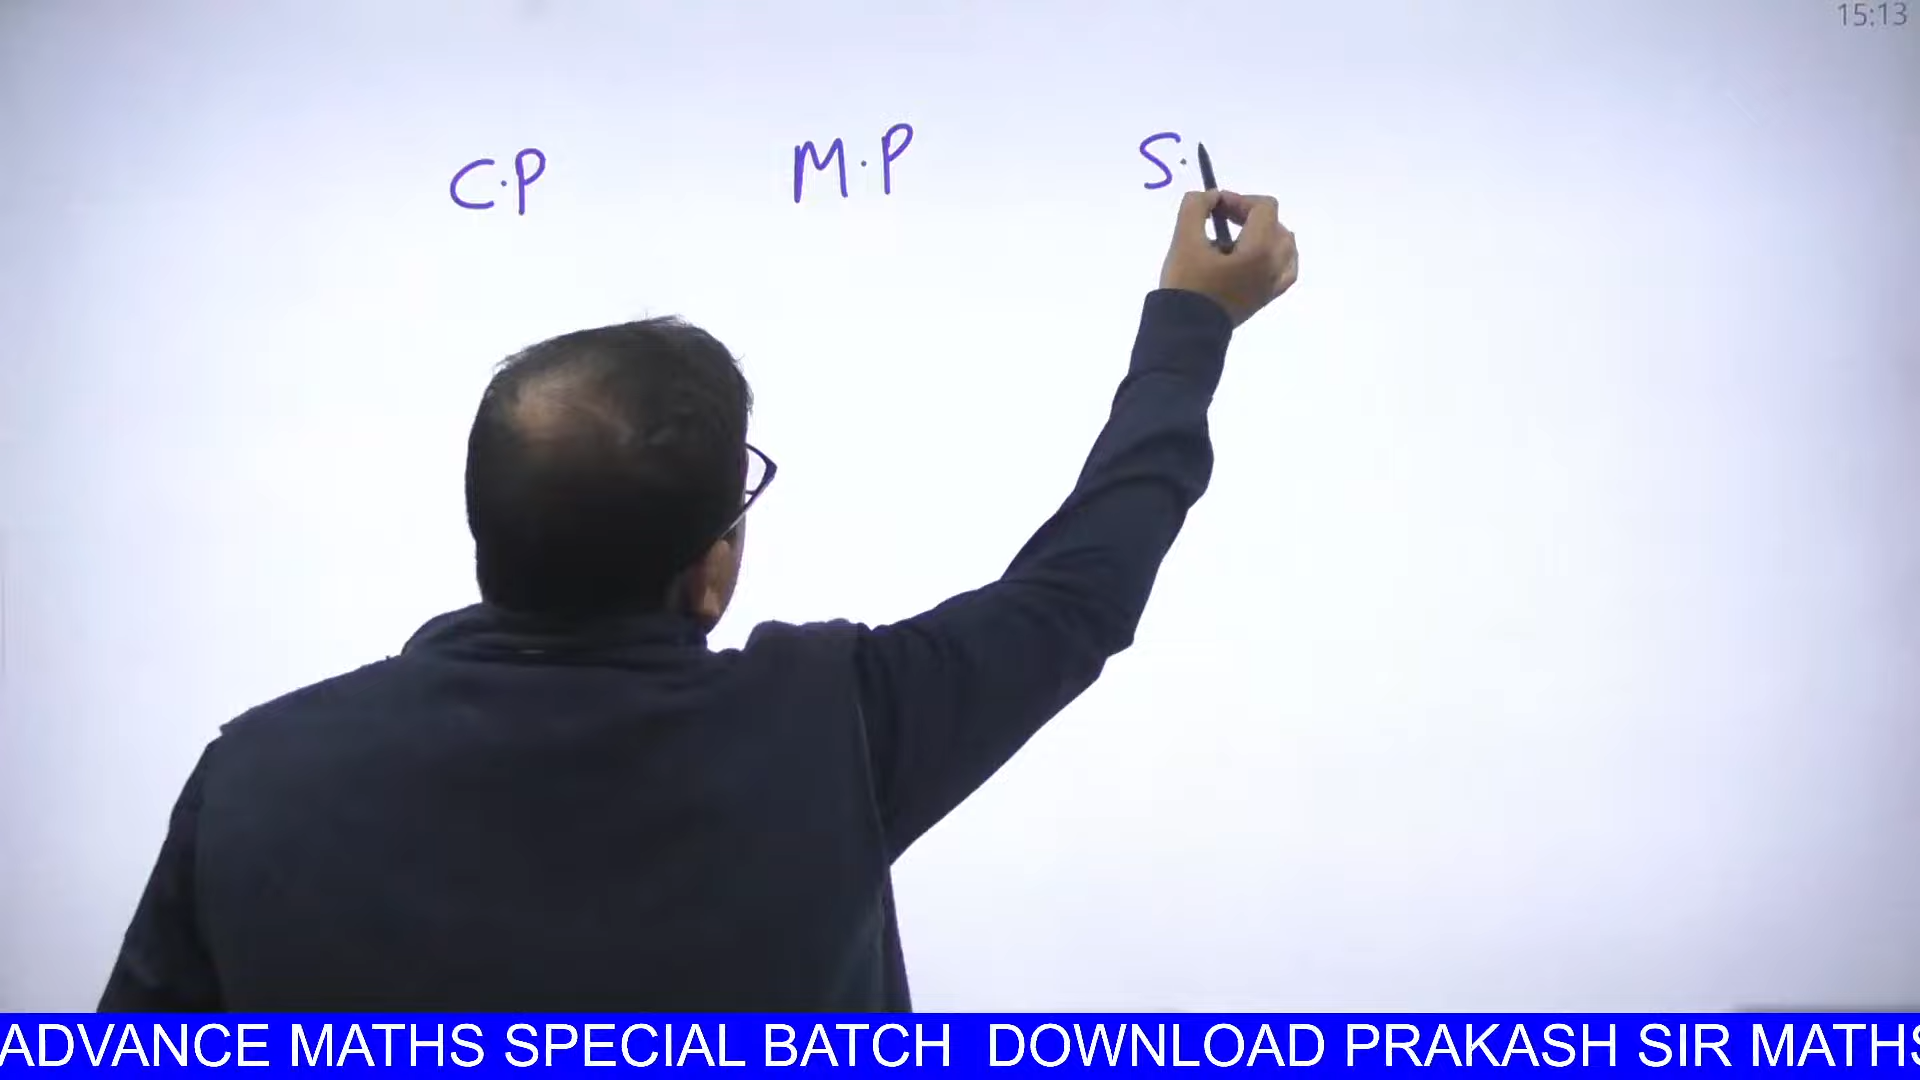 15:13
C.P M.P S.
ADVANCE MATHS SPECIAL BATCH DOWNLOAD PRAKASH SIR MATHS